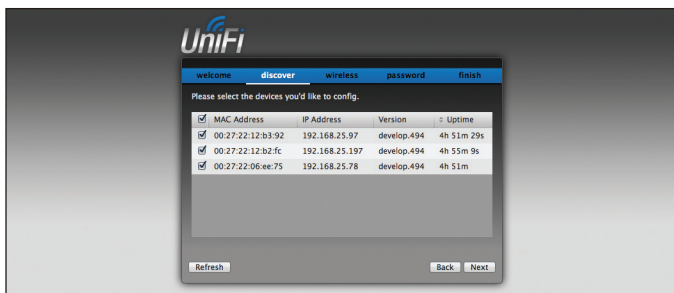 UniFi
welcome discover wireless password finish
Please select the devices you'd like to config.
MAC Address IP Address Version Uptime
00:27:22:12:b3:92 192.168.25.97 develop.494 4h 51m 29s
00:27:22:12:b2:fc 192.168.25.197 develop.494 4h 55m 9s
00:27:22:06:ee:75 192.168.25.78 develop.494 4h 51m
Refresh Back Next